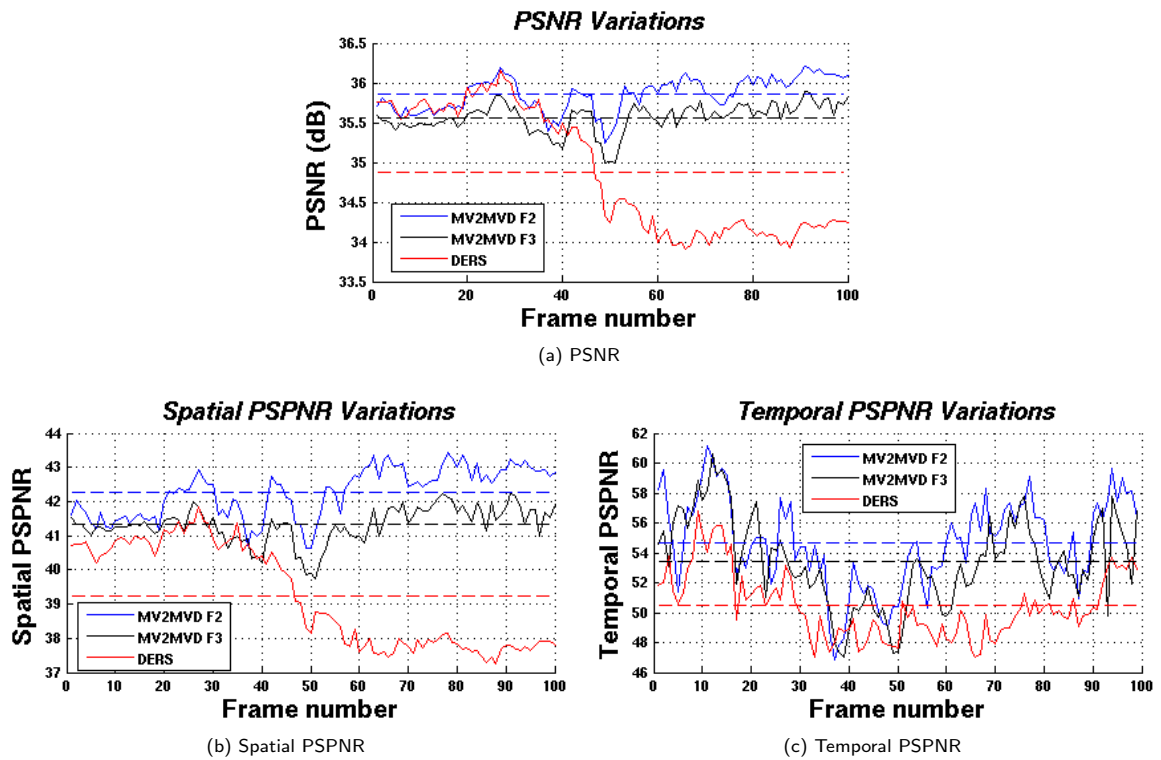 PSNR Variations
36.5
36
35.5
35
34.5
34
33.5
PSNR (dB)
MV2MVD F2
MV2MVD F3
DERS
0 20 40 60 80 100
Frame number
(a) PSNR
Spatial PSPNR Variations
44
43
42
41
40
39
38
37
Spatial PSPNR
MV2MVD F2
MV2MVD F3
DERS
0 10 20 30 40 50 60 70 80 90 100
Frame number
(b) Spatial PSPNR
Temporal PSPNR Variations
62
60
58
56
54
52
50
48
46
Temporal PSPNR
MV2MVD F2
MV2MVD F3
DERS
0 10 20 30 40 50 60 70 80 90 100
Frame number
(c) Temporal PSPNR